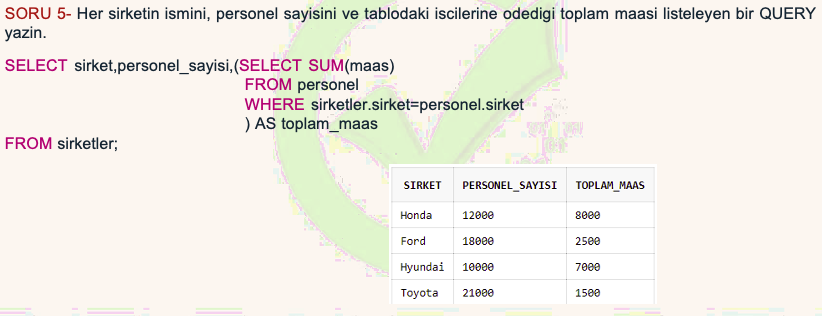 SORU 5- Her sirketin ismini, personel sayisini ve tablodaki iscilerine odedigi toplam maasi listeleyen bir QUERY
yazin.
SELECT sirket,personel_sayisi,(SELECT SUM(maas)
FROM personel
WHERE sirketler.sirket=personel.sirket
) AS toplam_maas
FROM sirketler;
SIRKET PERSONEL_SAYISI TOPLAM_MAAS
Honda 12000 8000
Ford 18000 2500
Hyundai 10000 7000
Toyota 21000 1500